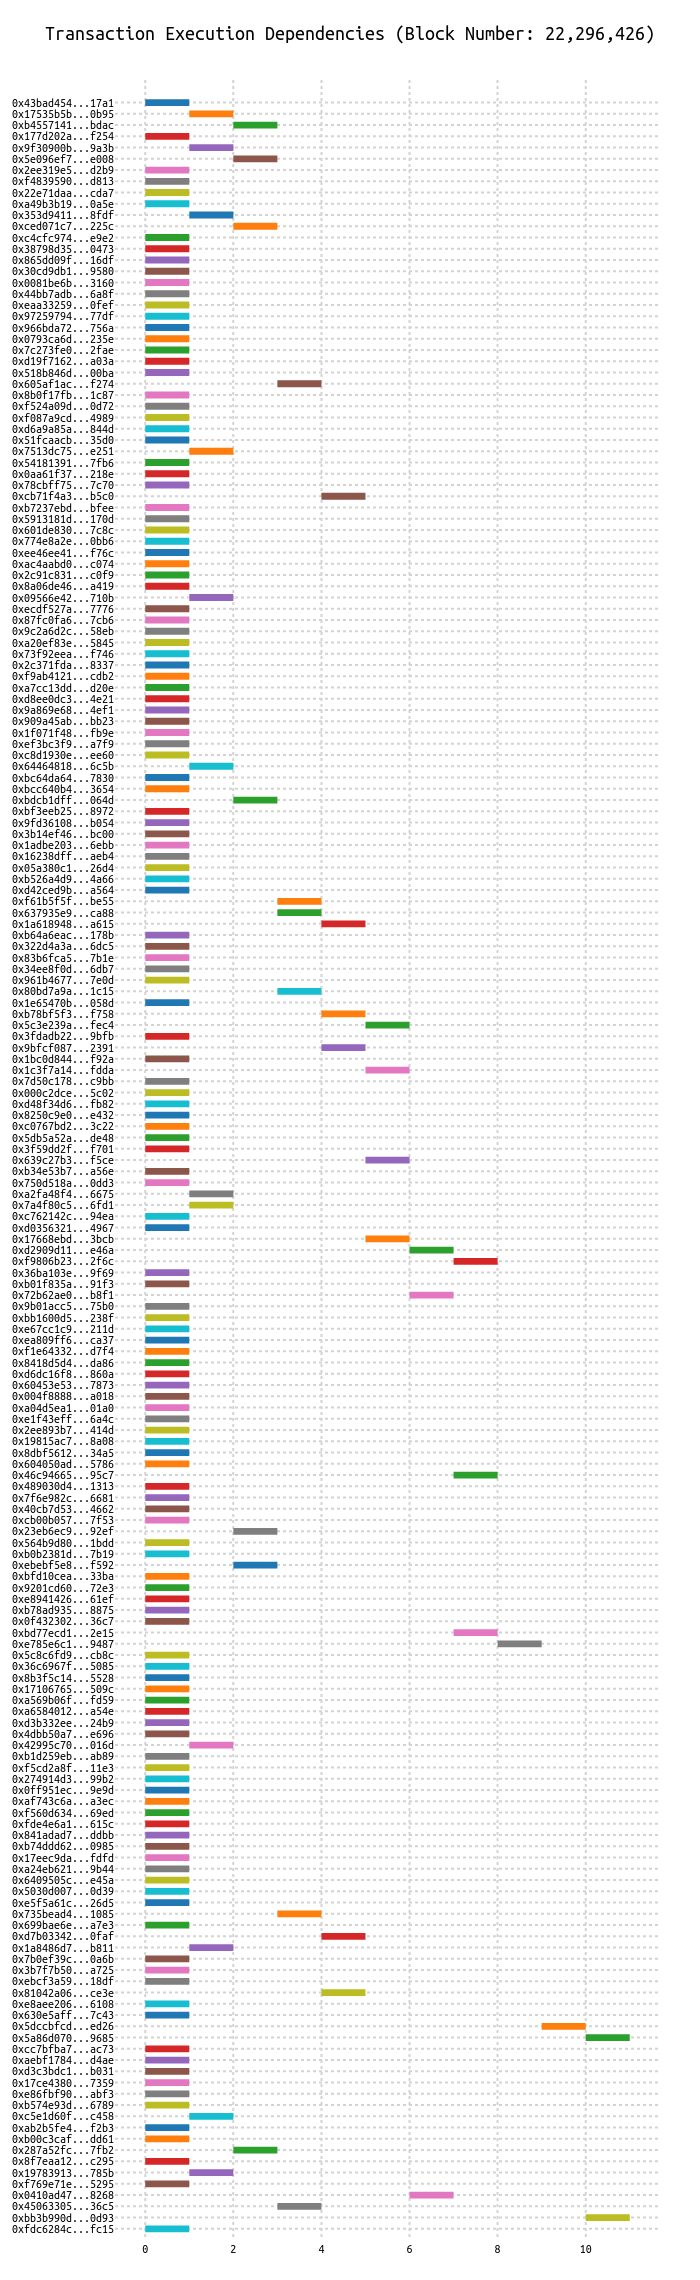 Transaction Execution Dependencies (Block Number: 22,296,426)
0x43bad454...17a1
0x17535b5b...0b95
0xb4557141...bdac
0x177d202a...f254
0x9f30900b...9a3b
0x5e096ef7...e008
0x2ee319e5...d2b9
0xf4839590...d813
0x22e71daa...cda7
0xa49b3b19...0a5e
0x353d9411...8fdf
0xced071c7...225c
0xc4cfc974...e9e2
0x38798d35...0473
0x865dd09f...16df
0x30cd9db1...9580
0x0081be6b...3160
0x44bb7adb...6a8f
0xeaa33259...0fef
0x97259794...77df
0x966bda72...756a
0x0793ca6d...235e
0x7c273fe0...2fae
0xd19f7162...a03a
0x518b846d...00ba
0x605af1ac...f274
0x8b0f17fb...1c87
0xf524a09d...0d72
0xf087a9cd...4989
0xd6a9a85a...844d
0x51fcaacb...35d0
0x7513dc75...e251
0x54181391...7fb6
0x0aa61f37...218e
0x78cbff75...7c70
0xcb71f4a3...b5c0
0xb7237ebd...bfee
0x5913181d...170d
0x601de830...7c8c
0x774e8a2e...0bb6
0xee46ee41...f76c
0xac4aabd0...c074
0x2c91c831...c0f9
0x8a06de46...a419
0x09566e42...710b
0xecdf527a...7776
0x87fc0fa6...7cb6
0x9c2a6d2c...58eb
0xa20ef83e...5845
0x73f92eea...f746
0x2c371fda...8337
0xf9ab4121...cdb2
0xa7cc13dd...d20e
0xd8ee0dc3...4e21
0x9a869e68...4ef1
0x909a45ab...bb23
0x1f071f48...fb9e
0xef3bc3f9...a7f9
0xc8d1930e...ee60
0x64464818...6c5b
0xbc64da64...7830
0xbcc640b4...3654
0xbdcb1dff...064d
0xbf3eeb25...8972
0x9fd36108...b054
0x3b14ef46...bc00
0x1adbe203...6ebb
0x16238dff...aeb4
0x05a380c1...26d4
0xb526a4d9...4a66
0xd42ced9b...a564
0xf61b5f5f...be55
0x637935e9...ca88
0x1a618948...a615
0xb64a6eac...178b
0x322d4a3a...6dc5
0x83b6fca5...7b1e
0x34ee8f0d...6db7
0x961b4677...7e0d
0x80bd7a9a...1c15
0x1e65470b...058d
0xb78bf5f3...f758
0x5c3e239a...fec4
0x3fdadb22...9bfb
0x9bfcf087...2391
0x1bc0d844...f92a
0x1c3f7a14...fdda
0x7d50c178...c9bb
0x000c2dce...5c02
0xd48f34d6...fb82
0x8250c9e0...e432
0xc0767bd2...3c22
0x5db5a52a...de48
0x3f59dd2f...f701
0x639c27b3...f5ce
0xb34e53b7...a56e
0x750d518a...0dd3
0xa2fa48f4...6675
0x7a4f80c5...6fd1
0xc762142c...94ea
0xd0356321...4967
0x17668ebd...3bcb
0xd2909d11...e46a
0xf9806b23...2f6c
0x36ba103e...9f69
0xb01f835a...91f3
0x72b62ae0...b8f1
0x9b01acc5...75b0
0xbb1600d5...238f
0xe67cc1c9...211d
0xea809ff6...ca37
0xf1e64332...d7f4
0x8418d5d4...da86
0xd6dc16f8...860a
0x60453e53...7873
0x004f8888...a018
0xa04d5ea1...01a0
0xe1f43eff...6a4c
0x2ee893b7...414d
0x19815ac7...8a08
0x8dbf5612...34a5
0x604050ad...5786
0x46c94665...95c7
0x489030d4...1313
0x7f6e982c...6681
0x40cb7d53...4662
0xcb00b057...7f53
0x23eb6ec9...92ef
0x564b9d80...1bdd
0xb0b2381d...7b19
0xebebf5e8...f592
0xbfd10cea...33ba
0x9201cd60...72e3
0xe8941426...61ef
0xb78ad935...8875
0x0f432302...36c7
0xbd77ecd1...2e15
0xe785e6c1...9487
0x5c8c6fd9...cb8c
0x36c6967f...5085
0x8b3f5c14...5528
0x17106765...509c
0xa569b06f...fd59
0xa6584012...a54e
0xd3b332ee...24b9
0x4dbb50a7...e696
0x42995c70...016d
0xb1d259eb...ab89
0xf5cd2a8f...11e3
0x274914d3...99b2
0x0ff951ec...9e9d
0xaf743c6a...a3ec
0xf560d634...69ed
0xfde4e6a1...615c
0x841adad7...ddbb
0xb74ddd62...0985
0x17eec9da...fdfd
0xa24eb621...9b44
0x6409505c...e45a
0x5030d007...0d39
0xe5f5a61c...26d5
0x735bead4...1085
0x699bae6e...a7e3
0xd7b03342...0faf
0x1a8486d7...b811
0x7b0ef39c...0a6b
0x3b7f7b50...a725
0xebcf3a59...18df
0x81042a06...ce3e
0xe8aee206...6108
0x630e5aff...7c43
0x5dccbfcd...ed26
0x5a86d070...9685
0xcc7bfba7...ac73
0xaebf1784...d4ae
0xd3c3bdc1...b031
0x17ce4380...7359
0xe86fbf90...abf3
0xb574e93d...6789
0xc5e1d60f...c458
0xab2b5fe4...f2b3
0xb00c3caf...dd61
0x287a52fc...7fb2
0x8f7eaa12...c295
0x19783913...785b
0xf769e71e...5295
0x0410ad47...8268
0x45063305...36c5
0xbb3b990d...0d93
0xfdc6284c...fc15
0 2 4 6 8 10